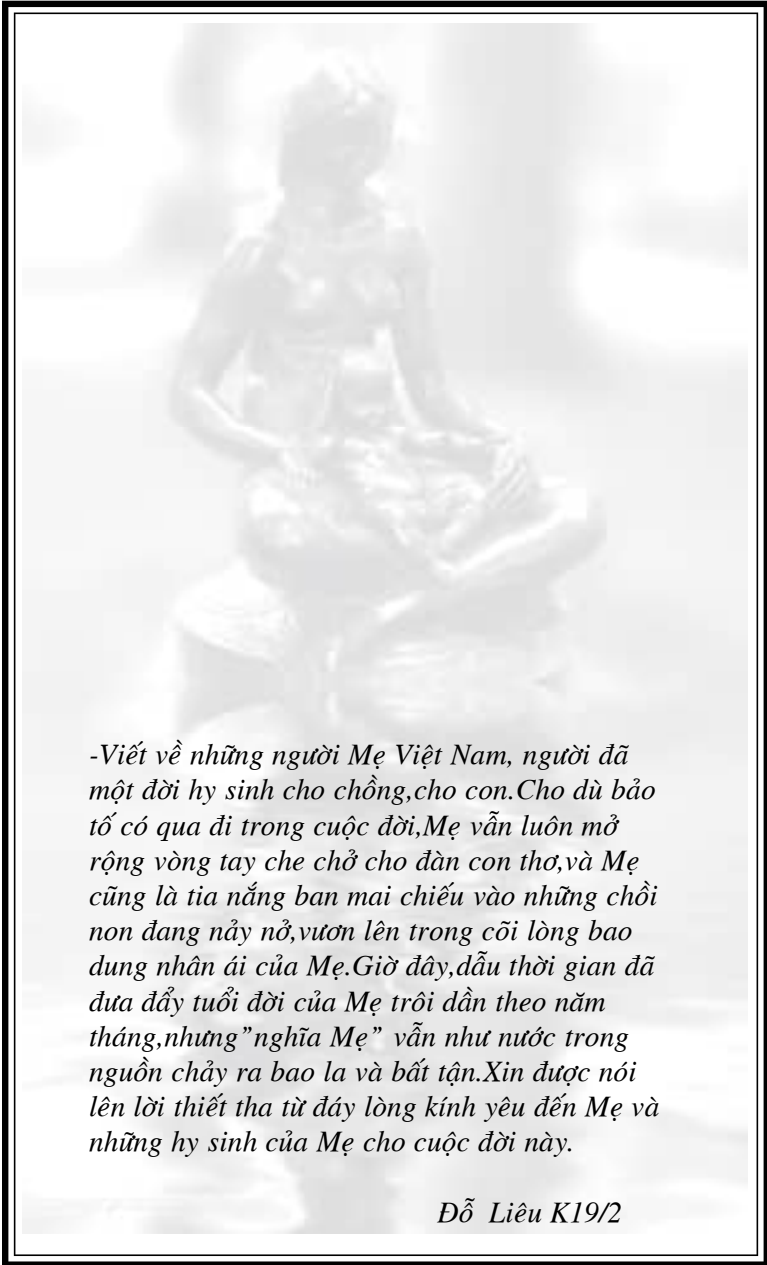 -Viết về những người Mẹ Việt Nam, người đã
một đời hy sinh cho chồng,cho con.Cho dù bảo
tố có qua đi trong cuộc đời,Mẹ vẫn luôn mở
rộng vòng tay che chở cho đàn con thơ,và Mẹ
cũng là tia nắng ban mai chiếu vào những chồi
non đang nảy nở,vươn lên trong cõi lòng bao
dung nhân ái của Mẹ.Giờ đây,dẫu thời gian đã
đưa đẩy tuổi đời của Mẹ trôi dần theo năm
tháng,nhưng”nghĩa Mẹ” vẫn như nước trong
nguồn chảy ra bao la và bất tận.Xin được nói
lên lời thiết tha từ đáy lòng kính yêu đến Mẹ và
những hy sinh của Mẹ cho cuộc đời này.
Đỗ Liêu K19/2